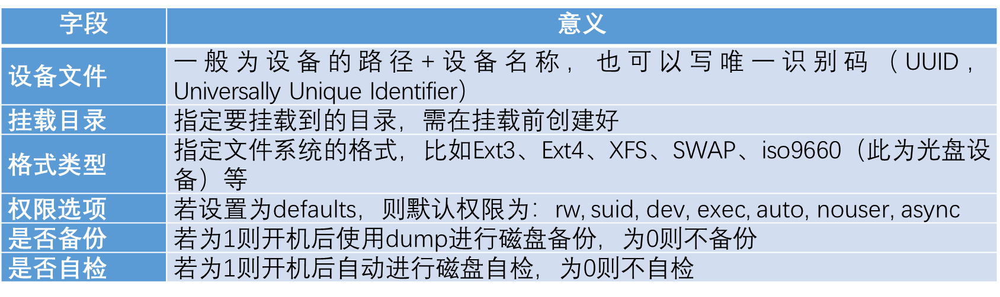 字段 意义
设备文件 一般为设备的路径+设备名称，也可以写唯一识别码（UUID，
Universally Unique Identifier）
挂载目录 指定要挂载到的目录，需在挂载前创建好
格式类型 指定文件系统的格式，比如Ext3、Ext4、XFS、SWAP、iso9660（此为光盘设
备）等
权限选项 若设置为defaults，则默认权限为：rw, suid, dev, exec, auto, nouser, async
是否备份 若为1则开机后使用dump进行磁盘备份，为0则不备份
是否自检 若为1则开机后自动进行磁盘自检，为0则不自检